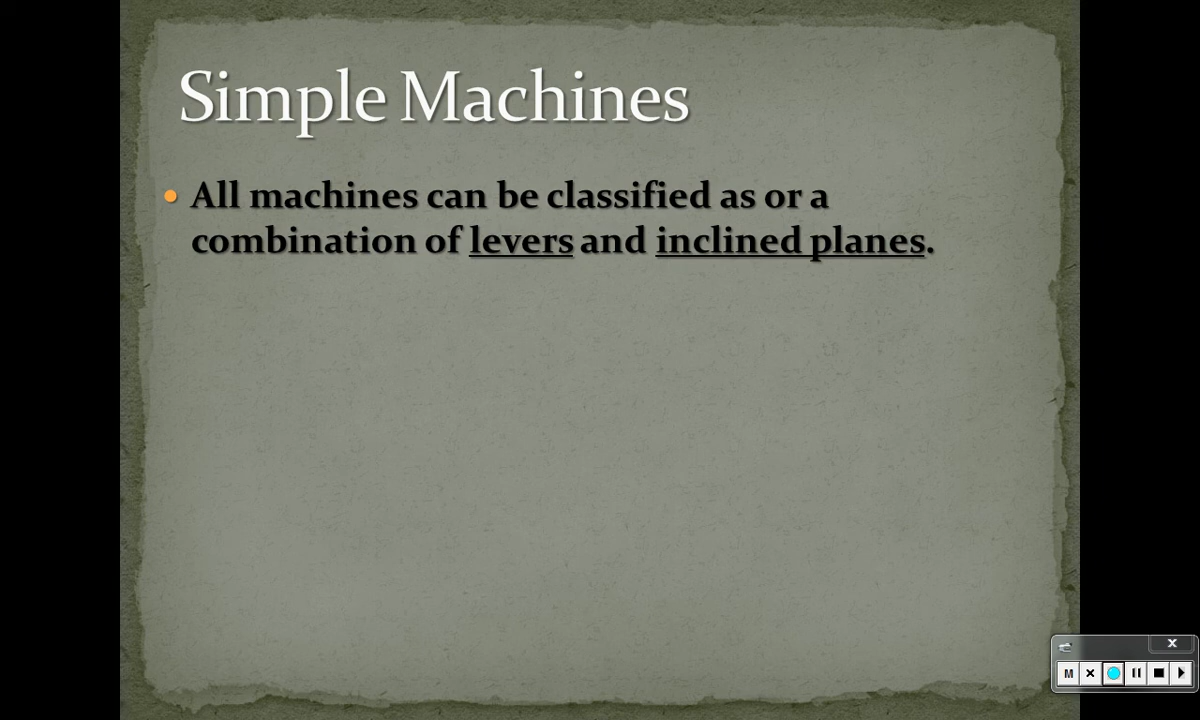 Simple Machines
All machines can be classified as or a
combination of levers and inclined planes.
M